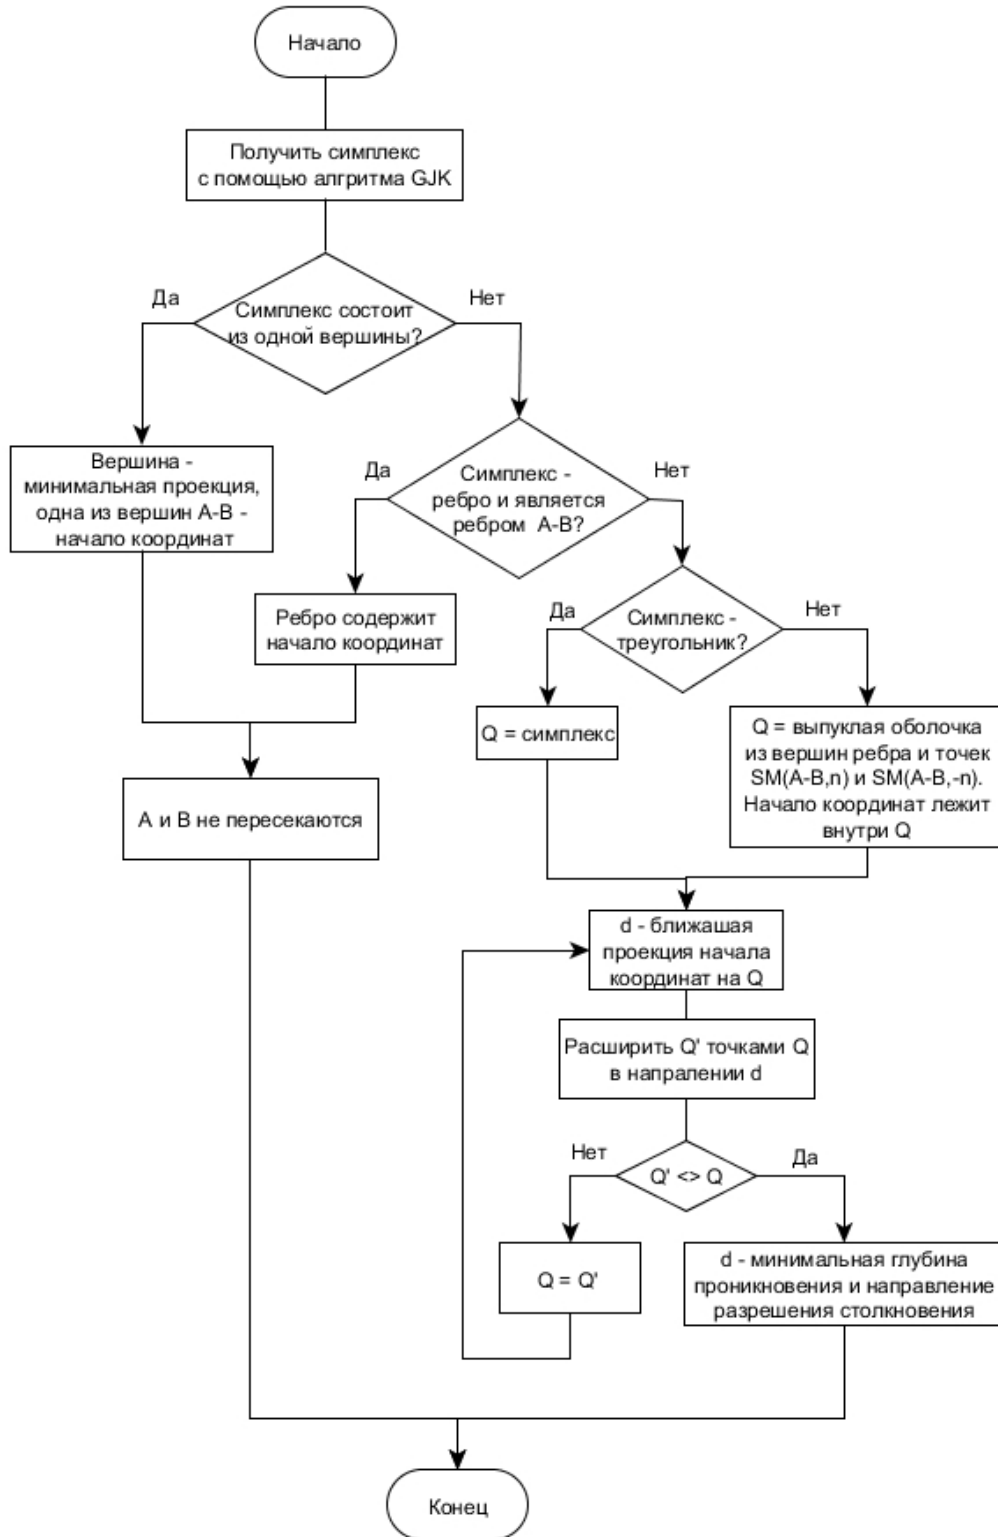 Начало
Получить симплекс
с помощью алгритма GJK
Да
Нет
Симплекс состоит
из одной вершины?
Вершина -
минимальная проекция,
одна из вершин A-B -
начало координат
Да
Нет
Симплекс -
ребро и является
ребром A-B?
Ребро содержит
начало координат
Да
Нет
Симплекс -
треугольник?
Q = симплекс
Q = выпуклая оболочка
из вершин ребра и точек
SM(A-B,n) и SM(A-B,-n).
Начало координат лежит
внутри Q
А и В не пересекаются
d - ближашая
проекция начала
координат на Q
Расширить Q' точками Q
в напралении d
Нет
Да
Q' <> Q
Q = Q'
d - минимальная глубина
проникновения и направление
разрешения столкновения
Конец